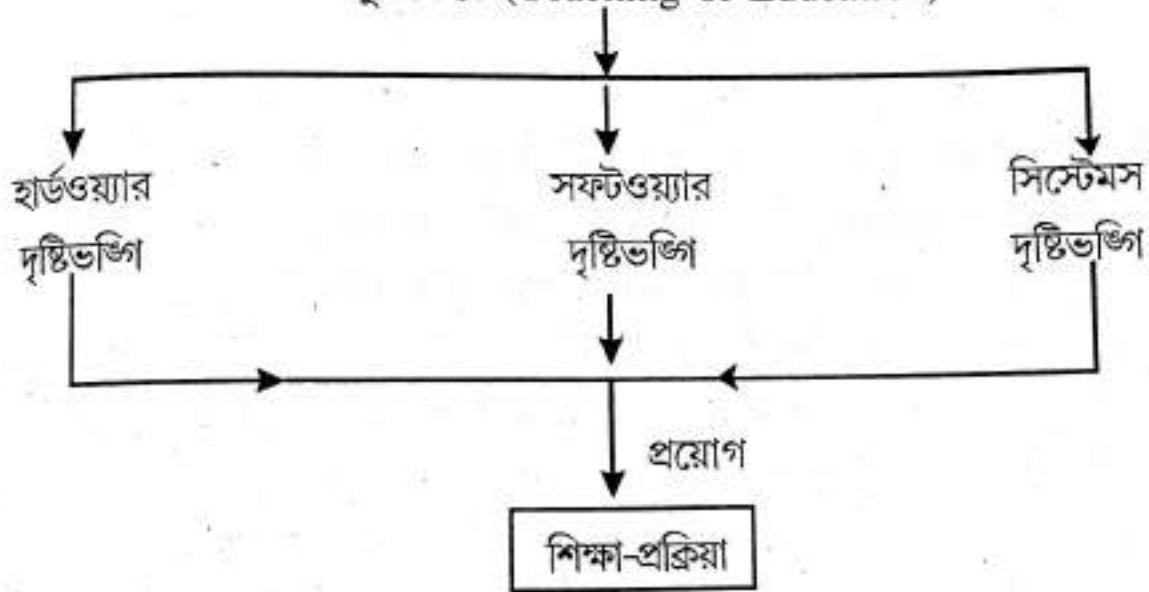 হার্ডওয়্যার
দৃষ্টিভঙ্গি
সফটওয়্যার
দৃষ্টিভঙ্গি
সিস্টেমস
দৃষ্টিভঙ্গি
প্রয়োগ
শিক্ষা-প্রক্রিয়া